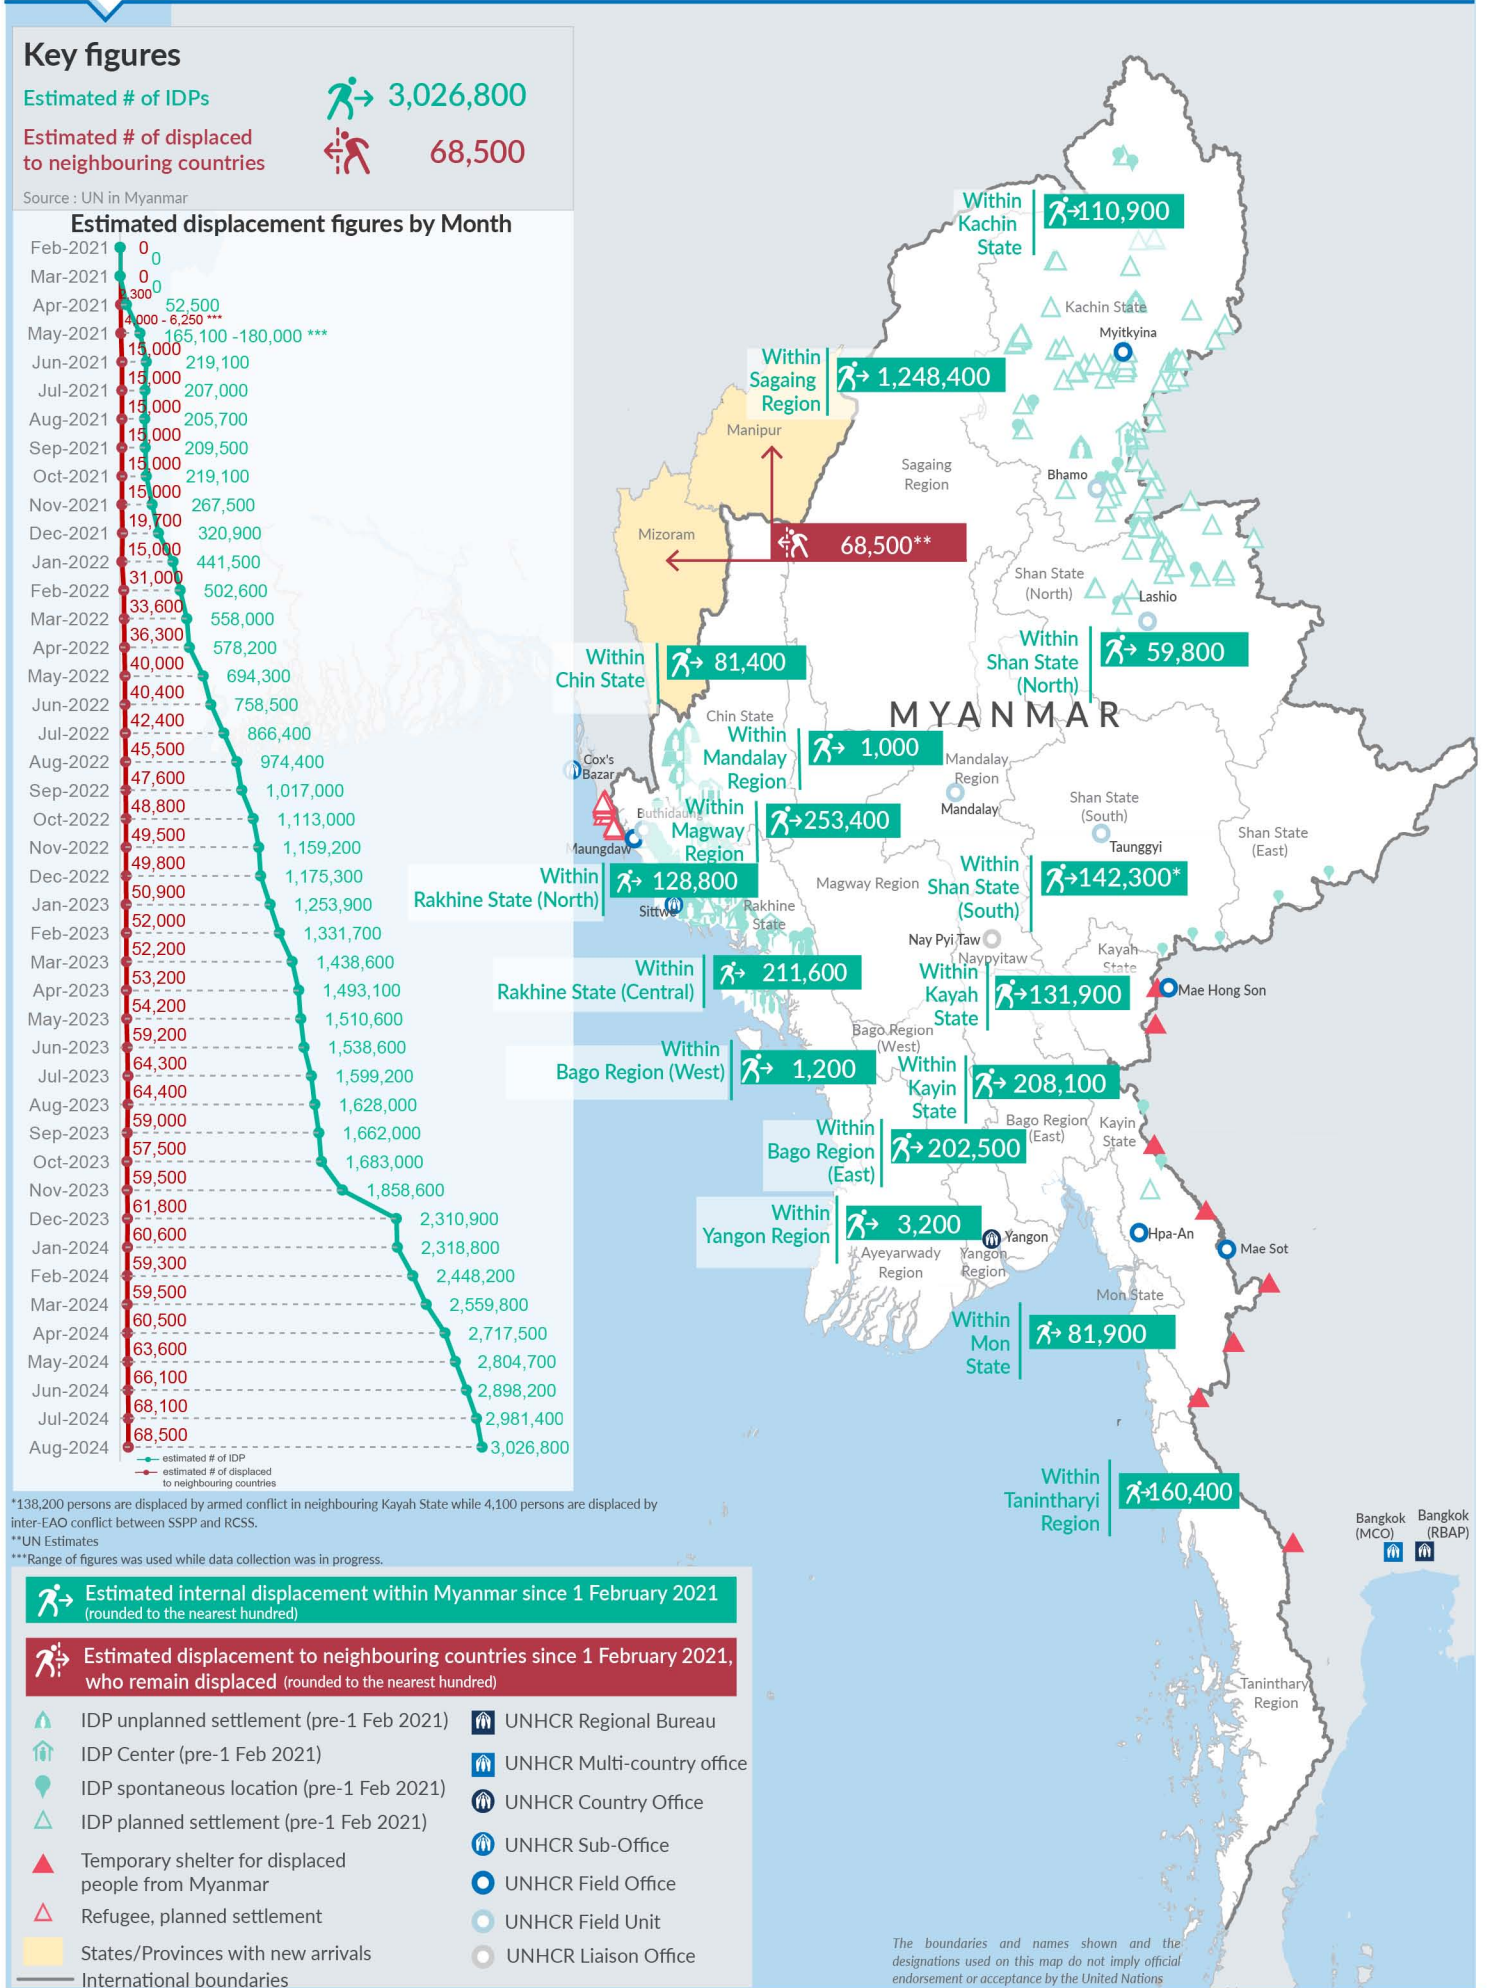 Key figures
Estimated # of IDPs
3,026,800
Estimated # of displaced
to neighbouring countries
68,500
Source : UN in Myanmar
Estimated displacement figures by Month
Feb-2021 0 0
Mar-2021 0 0
Apr-2021 52,500
May-2021 4,000 - 6,250 *** 165,100 -180,000 ***
Jun-2021 15,000 219,100
Jul-2021 15,000 207,000
Aug-2021 15,000 205,700
Sep-2021 15,000 209,500
Oct-2021 15,000 219,100
Nov-2021 15,000 267,500
Dec-2021 19,700 320,900
Jan-2022 15,000 441,500
Feb-2022 31,000 502,600
Mar-2022 33,600 558,000
Apr-2022 36,300 578,200
May-2022 40,000 694,300
Jun-2022 40,400 758,500
Jul-2022 42,400 866,400
Aug-2022 45,500 974,400
Sep-2022 47,600 1,017,000
Oct-2022 48,800 1,113,000
Nov-2022 49,500 1,159,200
Dec-2022 49,800 1,175,300
Jan-2023 50,900 1,253,900
Feb-2023 52,000 1,331,700
Mar-2023 52,200 1,438,600
Apr-2023 53,200 1,493,100
May-2023 54,200 1,510,600
Jun-2023 59,200 1,538,600
Jul-2023 64,300 1,599,200
Aug-2023 64,400 1,628,000
Sep-2023 59,000 1,662,000
Oct-2023 57,500 1,683,000
Nov-2023 59,500 1,858,600
Dec-2023 61,800 2,310,900
Jan-2024 60,600 2,318,800
Feb-2024 59,300 2,448,200
Mar-2024 59,500 2,559,800
Apr-2024 60,500 2,717,500
May-2024 63,600 2,804,700
Jun-2024 66,100 2,898,200
Jul-2024 68,100 2,981,400
Aug-2024 68,500 3,026,800
estimated # of IDP
estimated # of displaced
to neighbouring countries
*138,200 persons are displaced by armed conflict in neighbouring Kayah State while 4,100 persons are displaced by
inter-EAO conflict between SSPP and RCSS.
**UN Estimates
***Range of figures was used while data collection was in progress.
Estimated internal displacement within Myanmar since 1 February 2021
(rounded to the nearest hundred)
Estimated displacement to neighbouring countries since 1 February 2021,
who remain displaced (rounded to the nearest hundred)
IDP unplanned settlement (pre-1 Feb 2021)
IDP Center (pre-1 Feb 2021)
IDP spontaneous location (pre-1 Feb 2021)
IDP planned settlement (pre-1 Feb 2021)
Temporary shelter for displaced
people from Myanmar
Refugee, planned settlement
States/Provinces with new arrivals
International boundaries
UNHCR Regional Bureau
UNHCR Multi-country office
UNHCR Country Office
UNHCR Sub-Office
UNHCR Field Office
UNHCR Field Unit
UNHCR Liaison Office
Within
Kachin
State
110,900
Kachin State
Myitkyina
Within
Sagaing
Region
1,248,400
Manipur
Sagaing
Region
Bhamo
Mizoram
68,500**
Shan State
(North)
Lashio
Within
Shan State
(North)
59,800
Within
Chin State
81,400
MYANMAR
Chin State
Within
Mandalay
Region
1,000
Mandalay
Region
Mandalay
Cox's
Bazar
Shan State
(South)
Taunggyi
Shan State
(East)
Buthidaung
Within
Magway
Region
253,400
Maungdaw
Within
Rakhine State (North)
128,800
Sittwe
Rakhine
State
Magway Region
Within
Shan State
(South)
142,300*
Nay Pyi Taw
Naypyitaw
Kayah
State
Within
Rakhine State (Central)
211,600
Within
Kayah
State
131,900
Mae Hong Son
Bago Region
(West)
Within
Bago Region (West)
1,200
Within
Kayin
State
208,100
Bago Region
(East)
Kayin
State
Within
Bago Region
(East)
202,500
Within
Yangon Region
3,200
Yangon
Ayeyarwady
Region
Yangon
Region
Hpa-An
Mae Sot
Mon State
Within
Mon
State
81,900
r
Within
Tanintharyi
Region
160,400
Bangkok
(MCO)
Bangkok
(RBAP)
Taninthary
Region
The boundaries and names shown and the
designations used on this map do not imply official
endorsement or acceptance by the United Nations